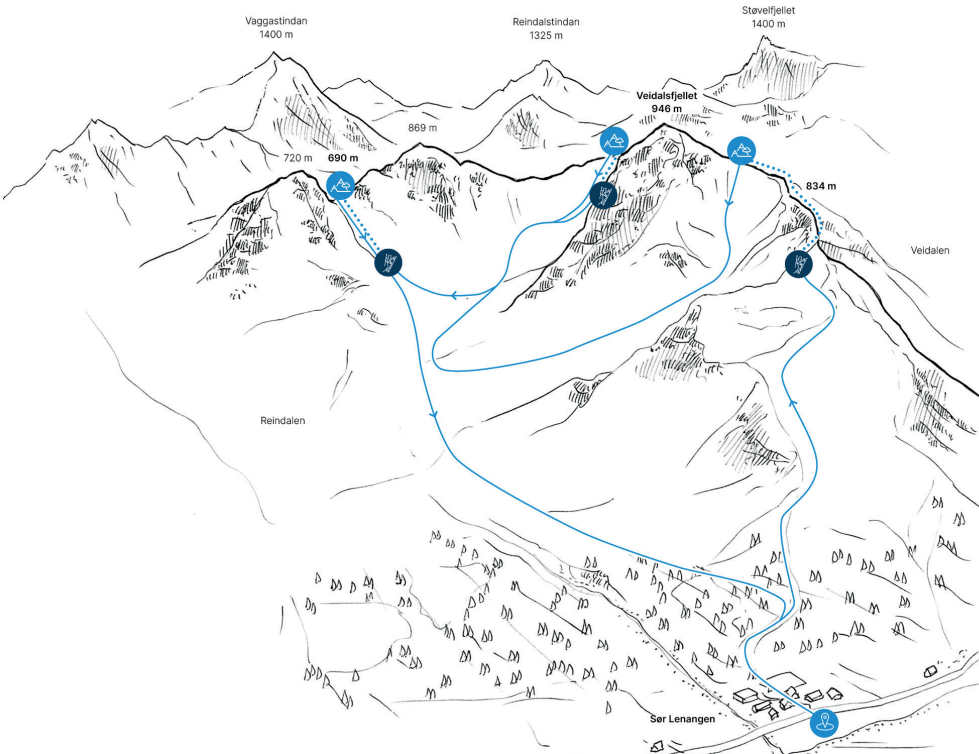 Vaggastindan
1400 m
Reindalstindan
1325 m
Støvelfjellet
1400 m
Veidalsfjellet
946 m
869 m
720 m
690 m
834 m
Veidalen
Reindalen
Sør Lenangen